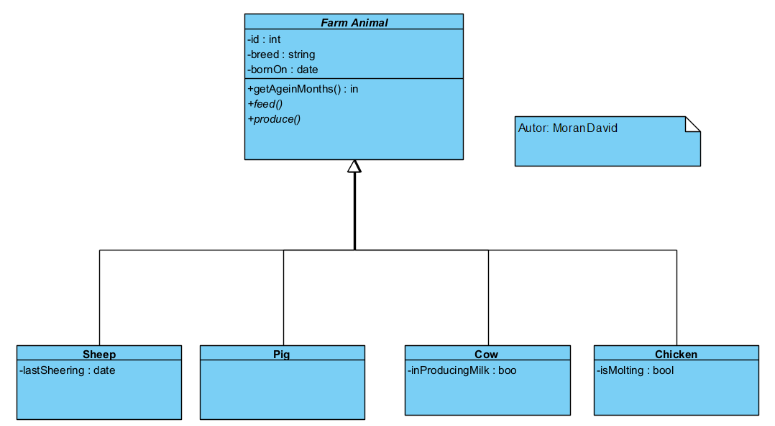 Farm Animal
-id : int
-breed : string
-bornOn : date
+getAgeinMonths() : in
+feed()
+produce()
Autor: MoranDavid
Sheep
-lastSheering : date
Pig
Cow
-inProducingMilk : boo
Chicken
-isMolting : bool